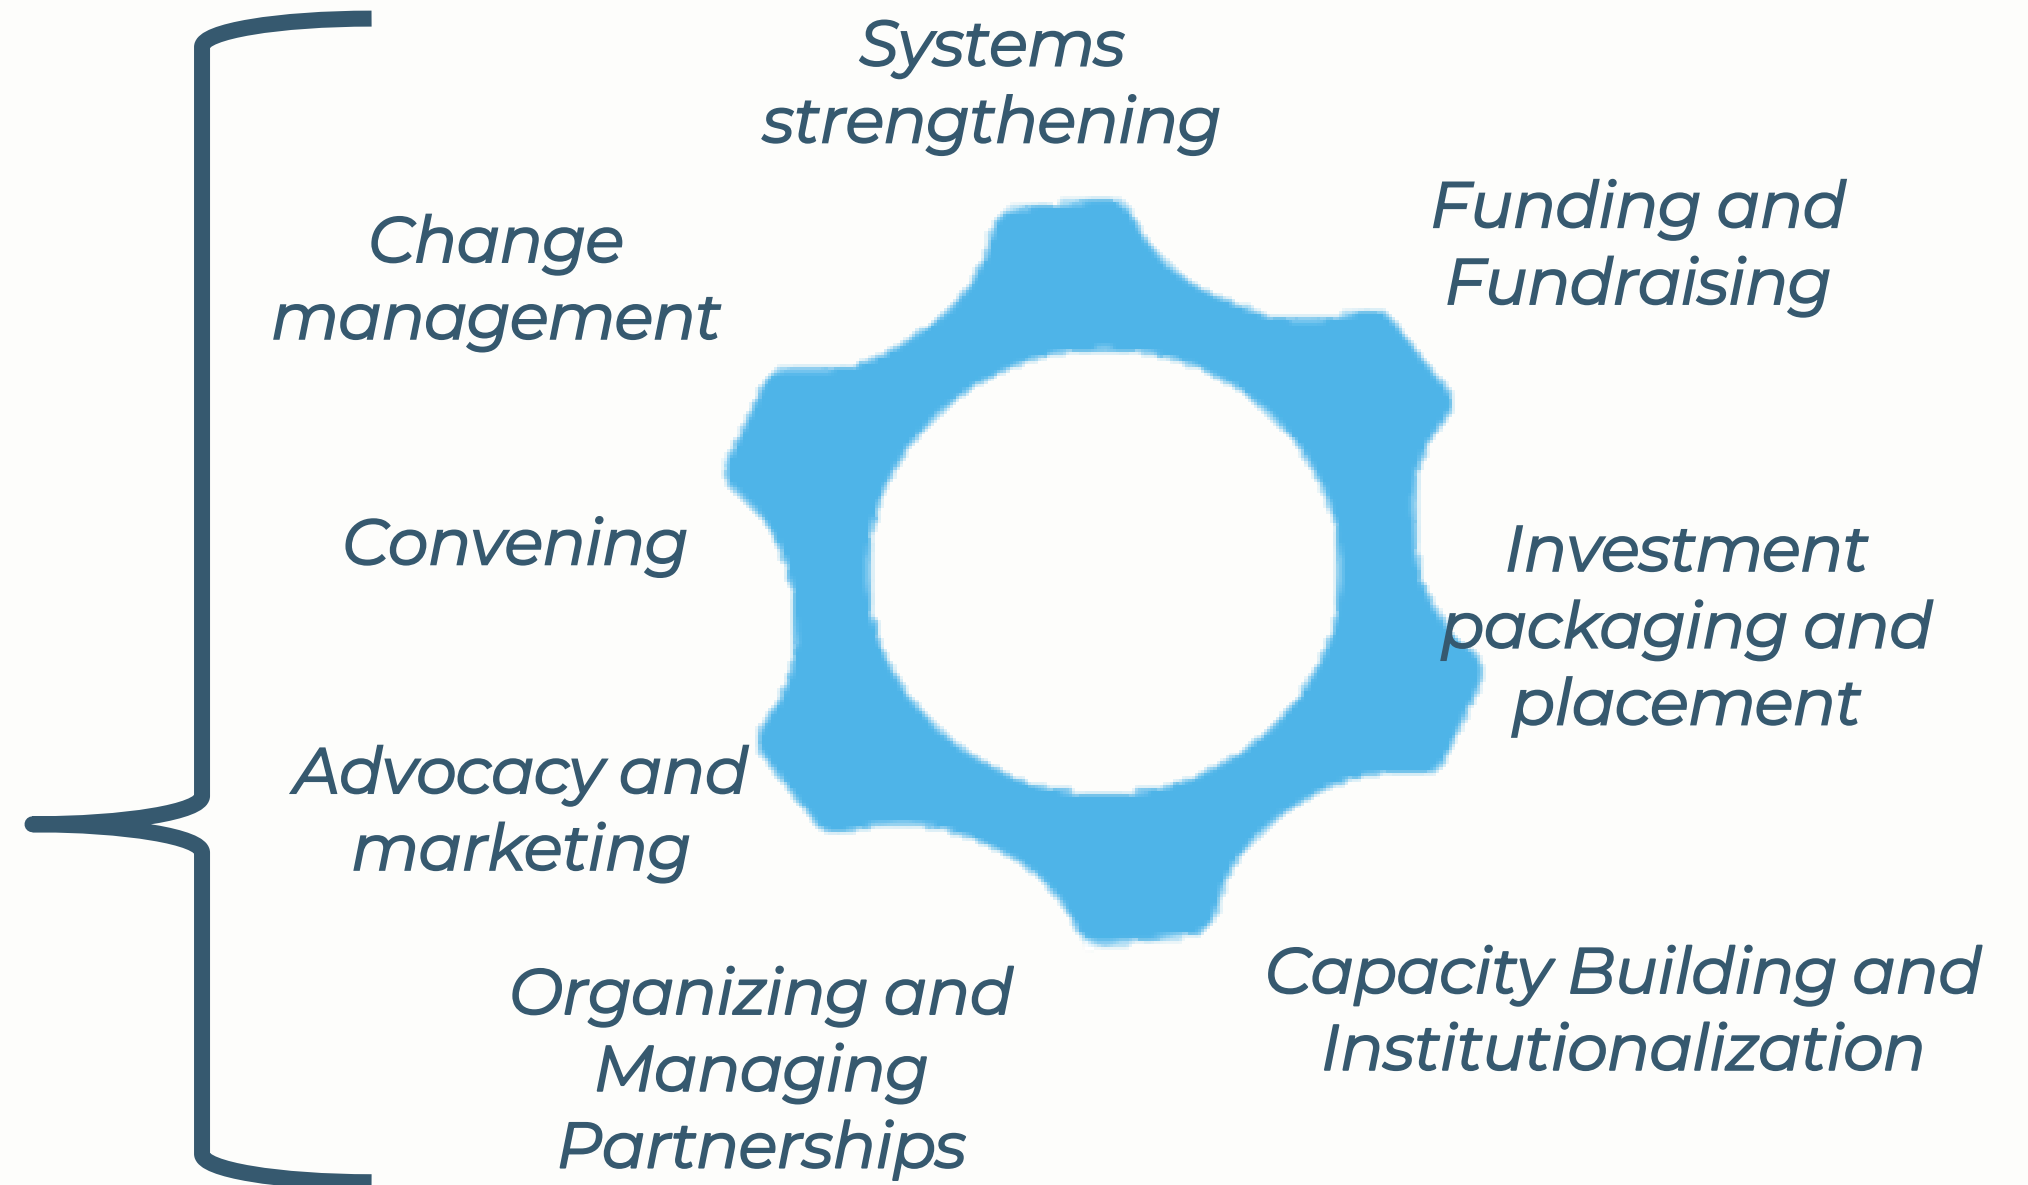 Systems
strengthening
Funding and
Fundraising
Change
management
Convening
Investment
packaging and
placement
Advocacy and
marketing
Organizing and
Managing
Partnerships
Capacity Building and
Institutionalization